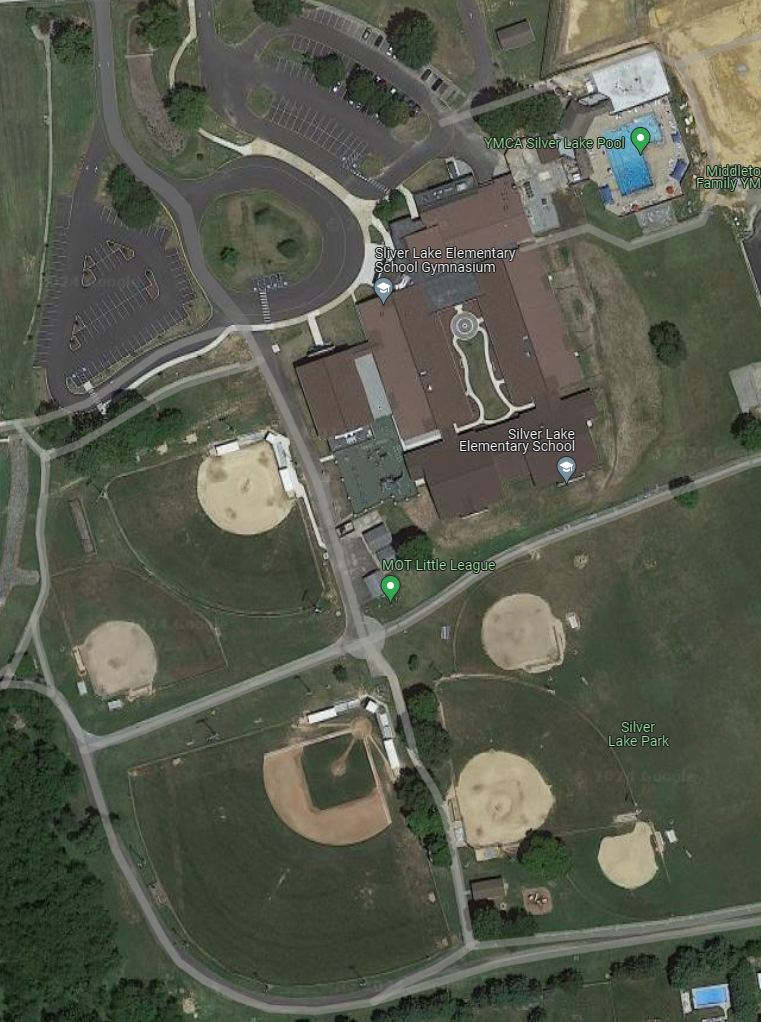 YMCA Silver Lake Pool
Middleto
Family YM
Sliver Lake Elementary
School Gymnasium
Silver Lake
Elementary School
MOT Little League
Silver
Lake Park